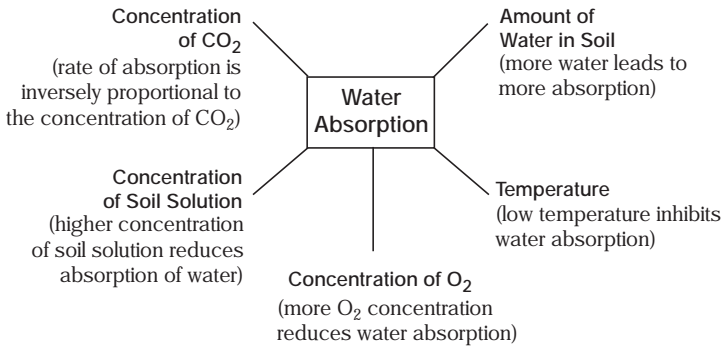 Concentration
of CO₂
(rate of absorption is
inversely proportional to
the concentration of CO₂)
Amount of
Water in Soil
(more water leads to
more absorption)
Water
Absorption
Concentration
of Soil Solution
(higher concentration
of soil solution reduces
absorption of water)
Temperature
(low temperature inhibits
water absorption)
Concentration of O₂
(more O₂ concentration
reduces water absorption)